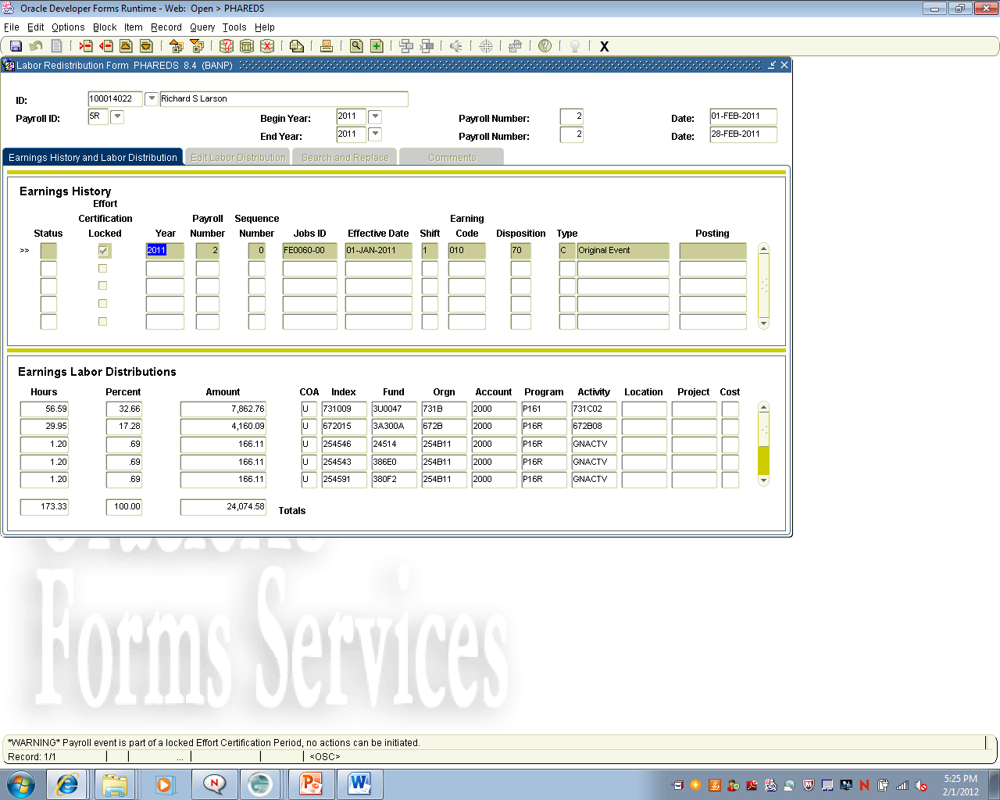 Oracle Developer Forms Runtime - Web:  Open > PHAREDS
File Edit Options Block Item Record Query Tools Help
X
Labor Redistribution Form  PHAREDS  8.4  (BANP)
ID: 100014022 Richard S Larson
Payroll ID: 5R Begin Year: 2011 Payroll Number: 2 Date: 01-FEB-2011
End Year: 2011 Payroll Number: 2 Date: 28-FEB-2011
Earnings History and Labor Distribution Edit Labor Distribution Search and Replace Comments
Earnings History
Effort
Certification Payroll Sequence Earning
Status Locked Year Number Number Jobs ID Effective Date Shift Code Disposition Type Posting
>> 2011 2 0 FE0060-00 01-JAN-2011 1 010 70 C Original Event
Earnings Labor Distributions
Hours Percent Amount COA Index Fund Orgn Account Program Activity Location Project Cost
56.59 32.66 7,862.76 U 731009 3U0047 731B 2000 P161 731C02
29.95 17.28 4,160.09 U 672015 3A300A 672B 2000 P16R 672B08
1.20 .69 166.11 U 254546 24514 254B11 2000 P16R GNACTV
1.20 .69 166.11 U 254543 386E0 254B11 2000 P16R GNACTV
1.20 .69 166.11 U 254591 380F2 254B11 2000 P16R GNACTV
173.33 100.00 24,074.58 Totals
Forms Services
*WARNING* Payroll event is part of a locked Effort Certification Period, no actions can be initiated.
Record: 1/1 ... <OSC>
5:25 PM
2/1/2012